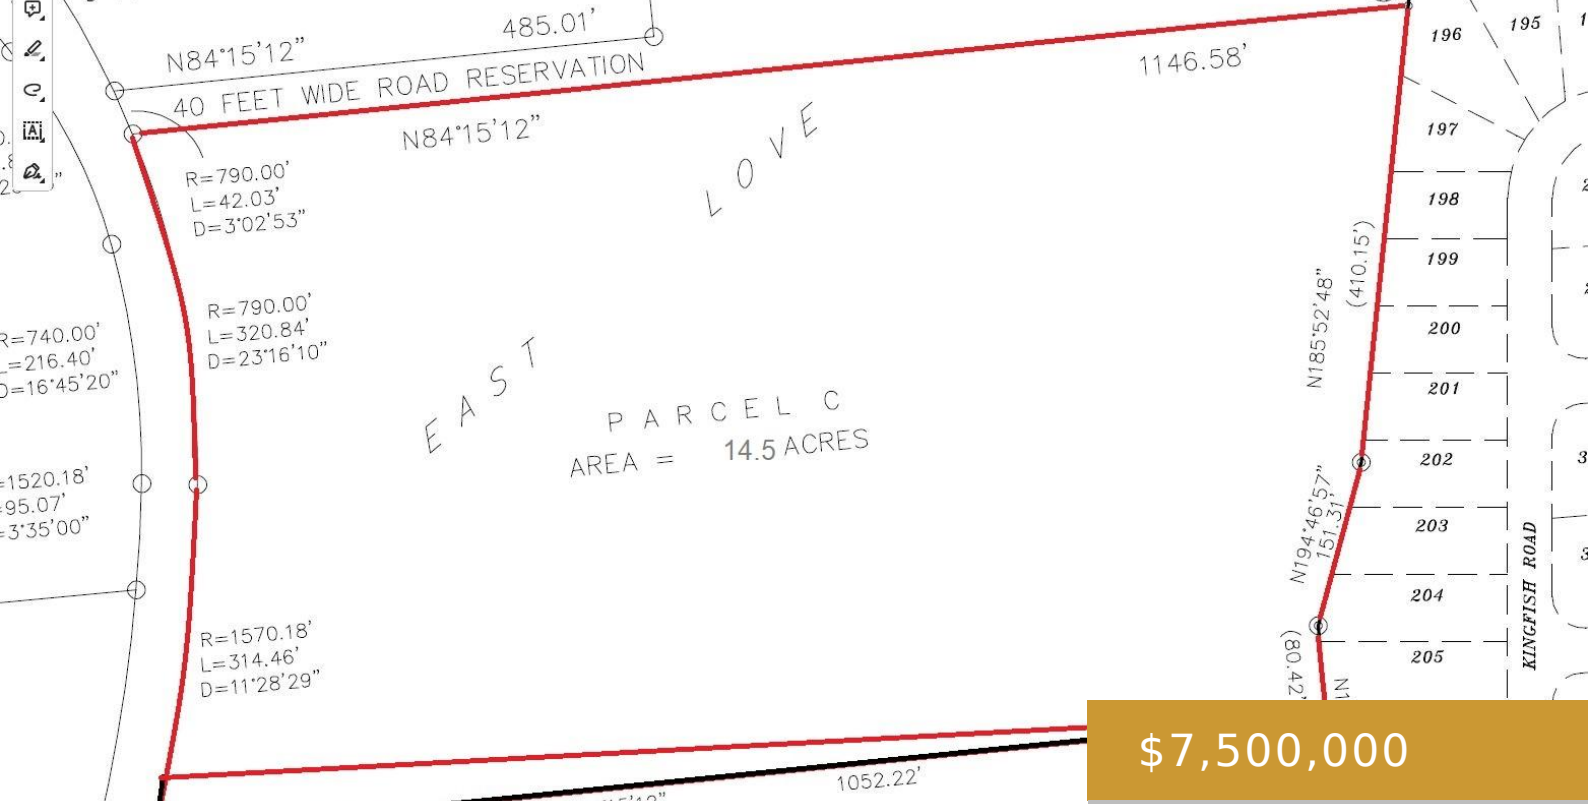 485.01'
N84°15'12"
40 FEET WIDE ROAD RESERVATION
1146.58'
N84°15'12"
196
195
197
R=790.00'
L=42.03'
D=3°02'53"
LOVE
198
199
(410.15')
N185°52'48"
R=790.00'
L=320.84'
D=23°16'10"
R=740.00'
L=216.40'
D=16°45'20"
200
201
EAST
PARCEL C
AREA = 14.5 ACRES
202
=1520.18'
=95.07'
=3°35'00"
N194°46'57"
151.31'
203
204
KINGFISH ROAD
R=1570.18'
L=314.46'
D=11°28'29"
(80.42'
N1
205
$7,500,000
1052.22'